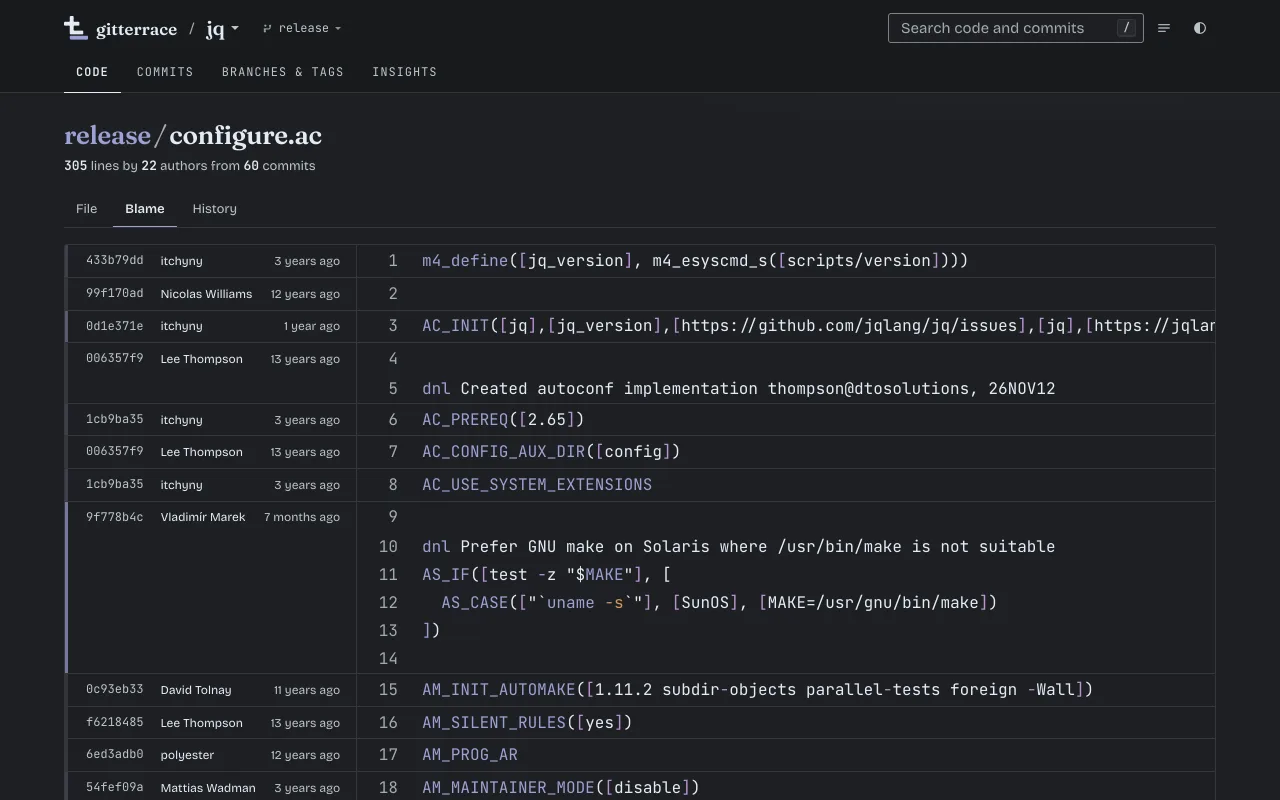 gitterrace / jq release Search code and commits /
CODE COMMITS BRANCHES & TAGS INSIGHTS
release/configure.ac
305 lines by 22 authors from 60 commits
File Blame History
433b79dd itchyny 3 years ago 1 m4_define([jq_version], m4_esyscmd_s([scripts/version])))
99f170ad Nicolas Williams 12 years ago 2
0d1e371e itchyny 1 year ago 3 AC_INIT([jq],[jq_version],[https://github.com/jqlang/jq/issues],[jq],[https://jqlan
006357f9 Lee Thompson 13 years ago 4
5 dnl Created autoconf implementation thompson@dtosolutions, 26NOV12
1cb9ba35 itchyny 3 years ago 6 AC_PREREQ([2.65])
006357f9 Lee Thompson 13 years ago 7 AC_CONFIG_AUX_DIR([config])
1cb9ba35 itchyny 3 years ago 8 AC_USE_SYSTEM_EXTENSIONS
9f778b4c Vladimír Marek 7 months ago 9
10 dnl Prefer GNU make on Solaris where /usr/bin/make is not suitable
11 AS_IF([test -z "$MAKE"], [
12 AS_CASE(["`uname -s`"], [SunOS], [MAKE=/usr/gnu/bin/make])
13 ])
14
0c93eb33 David Tolnay 11 years ago 15 AM_INIT_AUTOMAKE([1.11.2 subdir-objects parallel-tests foreign -Wall])
f6218485 Lee Thompson 13 years ago 16 AM_SILENT_RULES([yes])
6ed3adb0 polyester 12 years ago 17 AM_PROG_AR
54fef09a Mattias Wadman 3 years ago 18 AM_MAINTAINER_MODE([disable])